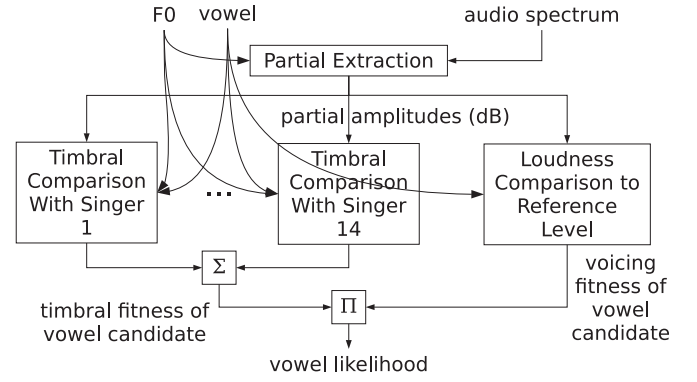 F0
vowel
audio spectrum
Partial Extraction
partial amplitudes (dB)
Timbral
Comparison
With Singer
1
...
Timbral
Comparison
With Singer
14
Loudness
Comparison to
Reference
Level
Σ
timbral fitness of
vowel candidate
Π
voicing
fitness of
vowel
candidate
vowel likelihood